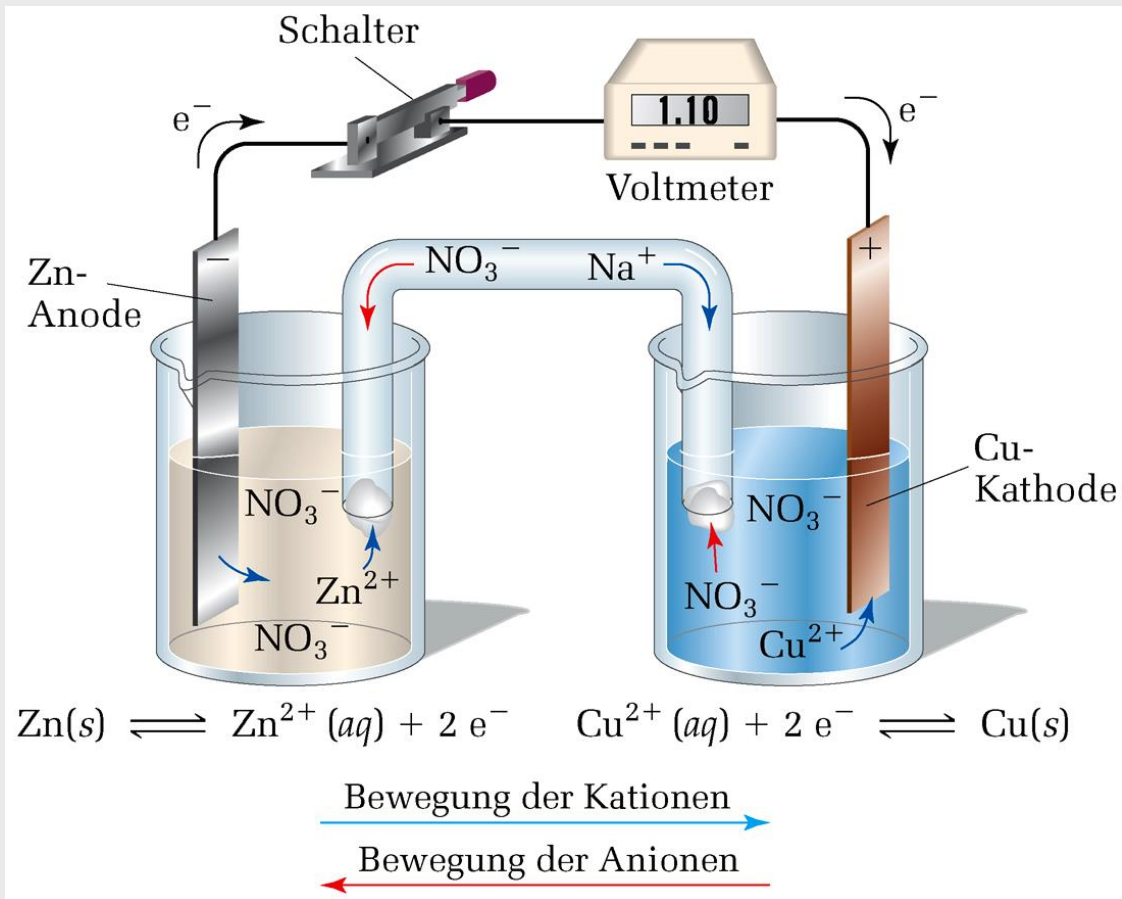 Schalter
e⁻
1.10
e⁻
Voltmeter
−
+
NO₃⁻
Na⁺
Zn-
Anode
Cu-
Kathode
NO₃⁻
Zn²⁺
NO₃⁻
NO₃⁻
NO₃⁻
Cu²⁺
Zn(s) ⇌ Zn²⁺ (aq) + 2 e⁻
Cu²⁺ (aq) + 2 e⁻ ⇌ Cu(s)
Bewegung der Kationen
Bewegung der Anionen